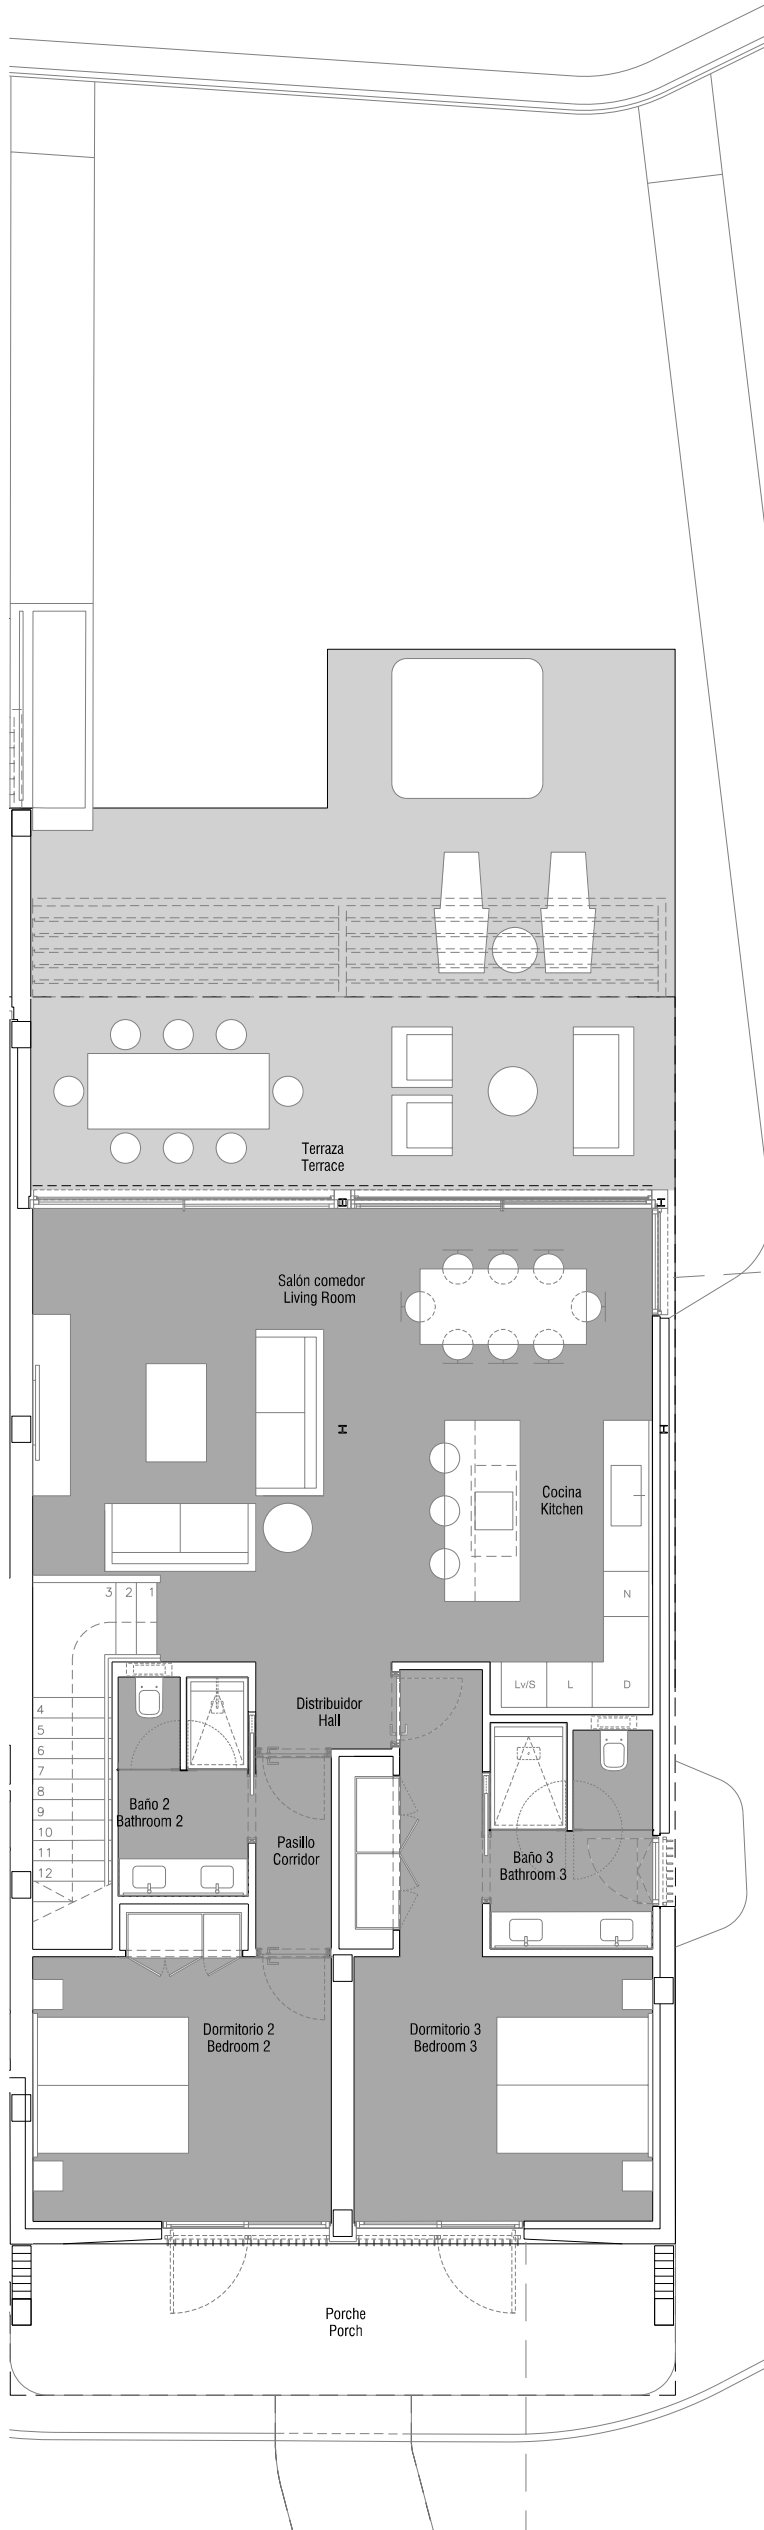 Terraza
Terrace
Salón comedor
Living Room
Cocina
Kitchen
N
3 2 1
Lv/S L D
Distribuidor
Hall
4
5
6
7
8
9
10
11
12
Baño 2
Bathroom 2
Pasillo
Corridor
Baño 3
Bathroom 3
Dormitorio 2
Bedroom 2
Dormitorio 3
Bedroom 3
Porche
Porch